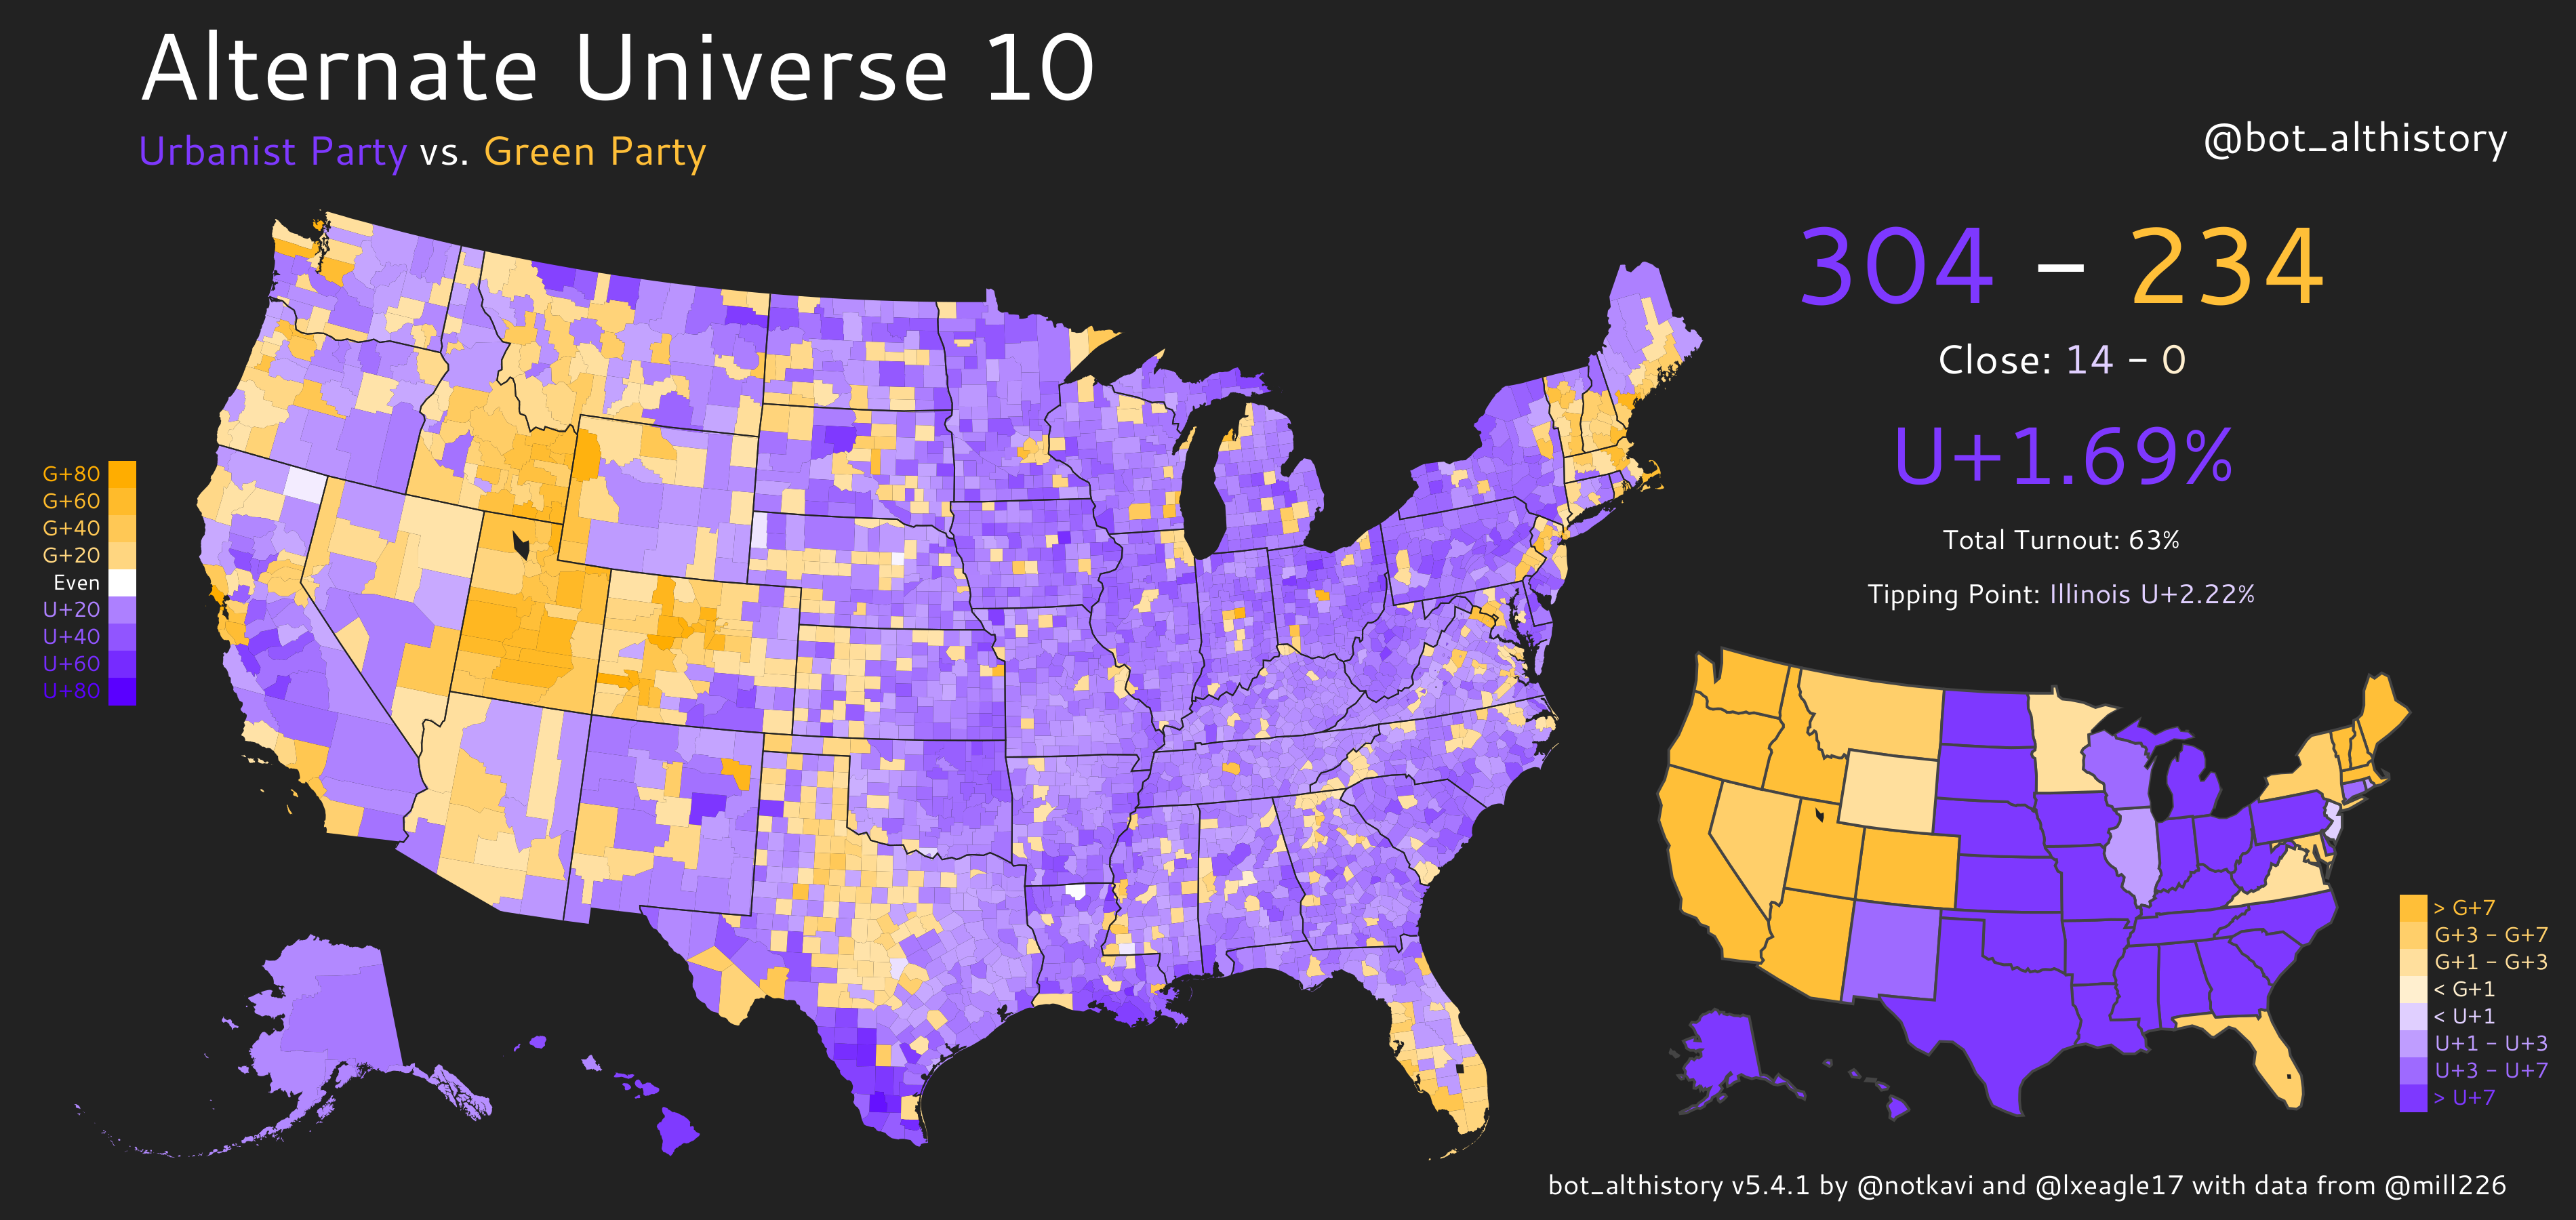 Alternate Universe 10
Urbanist Party vs. Green Party
@bot_althistory
304 – 234
Close: 14 – 0
U+1.69%
Total Turnout: 63%
Tipping Point: Illinois U+2.22%
G+80
G+60
G+40
G+20
Even
U+20
U+40
U+60
U+80
> G+7
G+3 – G+7
G+1 – G+3
< G+1
< U+1
U+1 – U+3
U+3 – U+7
> U+7
bot_althistory v5.4.1 by @notkavi and @lxeagle17 with data from @mill226